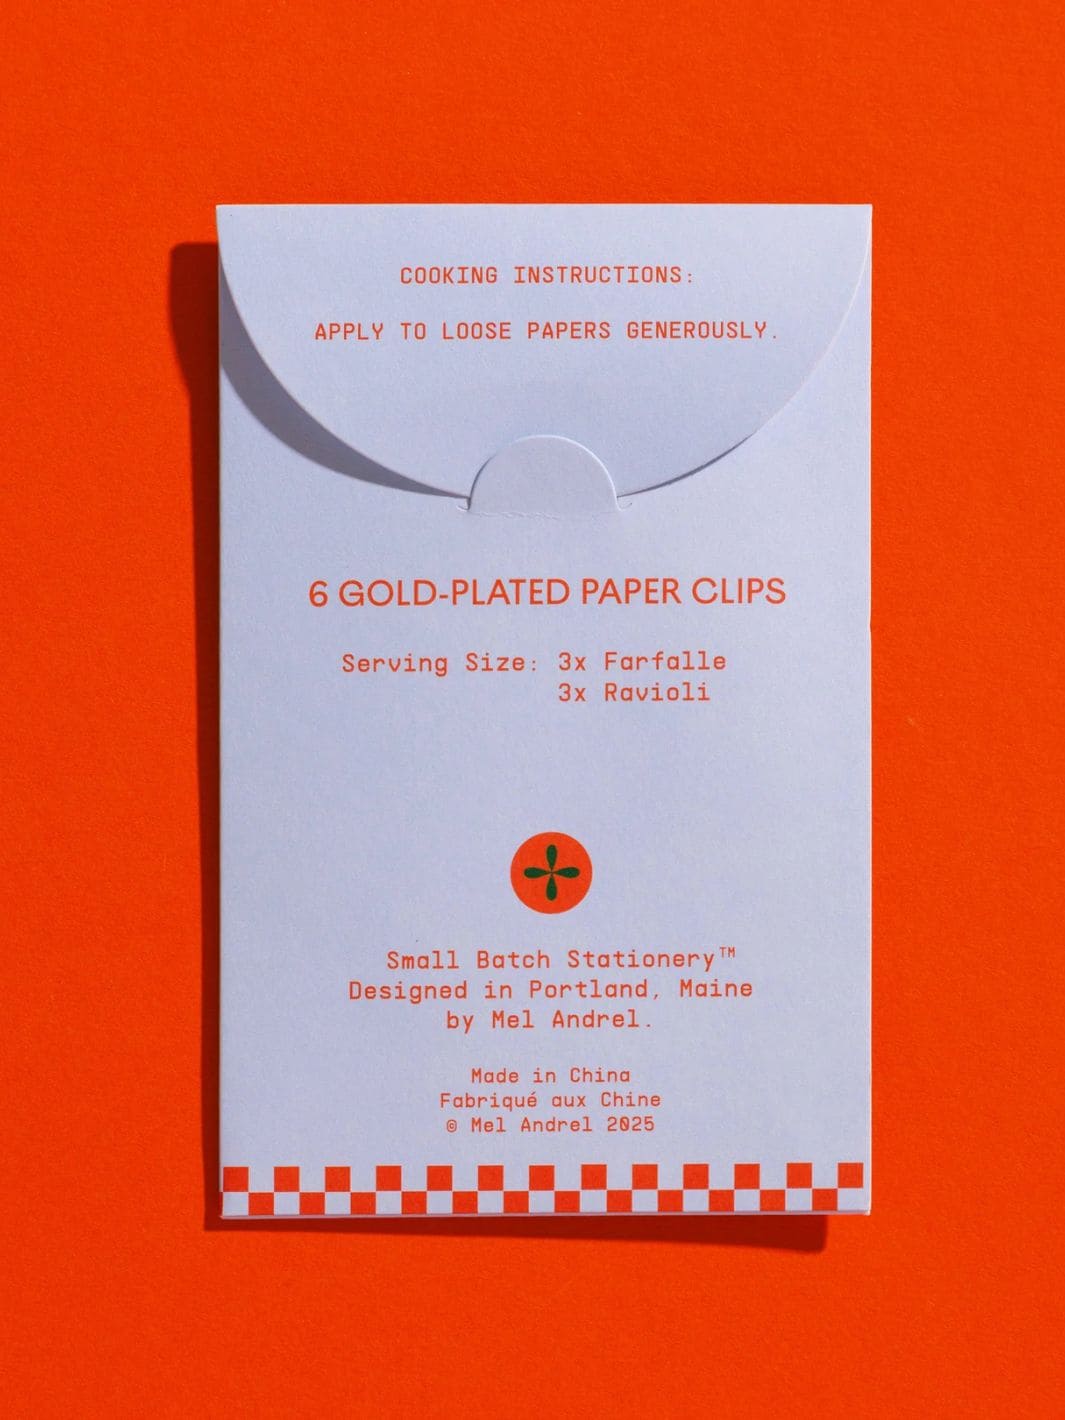 COOKING INSTRUCTIONS:
APPLY TO LOOSE PAPERS GENEROUSLY.
6 GOLD-PLATED PAPER CLIPS
Serving Size: 3x Farfalle
3x Ravioli
Small Batch Stationery™
Designed in Portland, Maine
by Mel Andrel.
Made in China
Fabriqué aux Chine
© Mel Andrel 2025